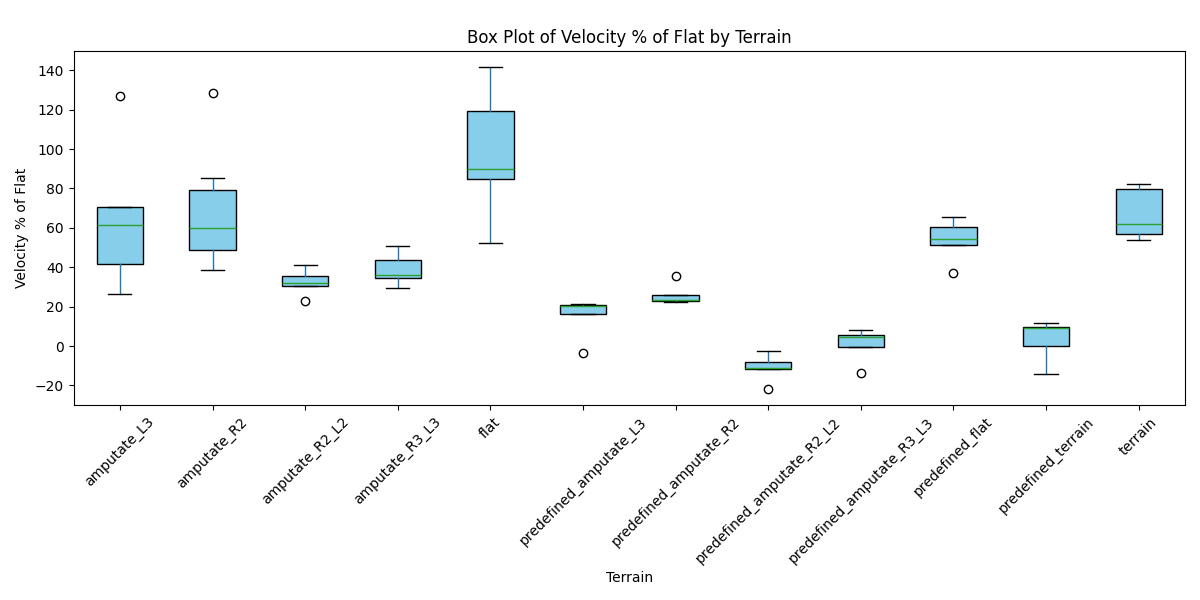 Box Plot of Velocity % of Flat by Terrain
Velocity % of Flat
140
120
100
80
60
40
20
0
−20
amputate_L3
amputate_R2
amputate_R2_L2
amputate_R3_L3
flat
predefined_amputate_L3
predefined_amputate_R2
predefined_amputate_R2_L2
predefined_amputate_R3_L3
predefined_flat
predefined_terrain
terrain
Terrain